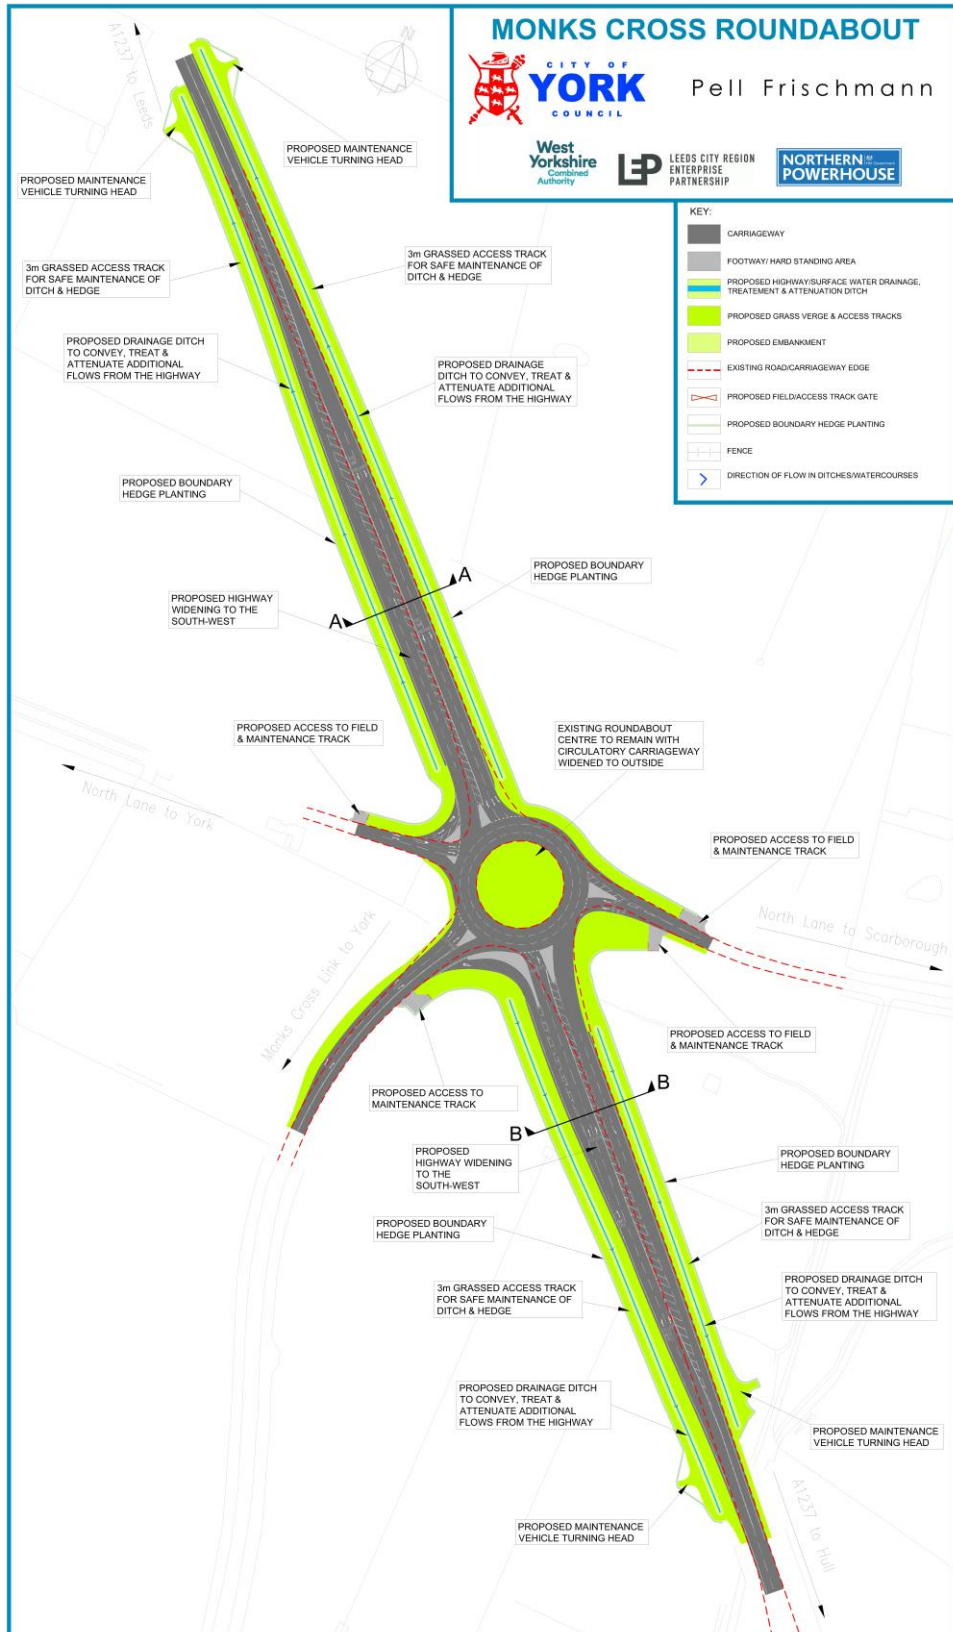 MONKS CROSS ROUNDABOUT
CITY OF
YORK
COUNCIL
Pell Frischmann
West
Yorkshire
Combined
Authority
LEP
LEEDS CITY REGION
ENTERPRISE
PARTNERSHIP
NORTHERN
POWERHOUSE
KEY:
CARRIAGEWAY
FOOTWAY/ HARD STANDING AREA
PROPOSED HIGHWAY/SURFACE WATER DRAINAGE,
TREATEMENT & ATTENUATION DITCH
PROPOSED GRASS VERGE & ACCESS TRACKS
PROPOSED EMBANKMENT
EXISTING ROAD/CARRIAGEWAY EDGE
PROPOSED FIELD/ACCESS TRACK GATE
PROPOSED BOUNDARY HEDGE PLANTING
FENCE
DIRECTION OF FLOW IN DITCHES/WATERCOURSES
A1237 to Leeds
N
PROPOSED MAINTENANCE
VEHICLE TURNING HEAD
PROPOSED MAINTENANCE
VEHICLE TURNING HEAD
3m GRASSED ACCESS TRACK
FOR SAFE MAINTENANCE OF
DITCH & HEDGE
3m GRASSED ACCESS TRACK
FOR SAFE MAINTENANCE OF
DITCH & HEDGE
PROPOSED DRAINAGE DITCH
TO CONVEY, TREAT &
ATTENUATE ADDITIONAL
FLOWS FROM THE HIGHWAY
PROPOSED DRAINAGE
DITCH TO CONVEY, TREAT &
ATTENUATE ADDITIONAL
FLOWS FROM THE HIGHWAY
PROPOSED BOUNDARY
HEDGE PLANTING
PROPOSED BOUNDARY
HEDGE PLANTING
A
A
PROPOSED HIGHWAY
WIDENING TO THE
SOUTH-WEST
PROPOSED ACCESS TO FIELD
& MAINTENANCE TRACK
EXISTING ROUNDABOUT
CENTRE TO REMAIN WITH
CIRCULATORY CARRIAGEWAY
WIDENED TO OUTSIDE
North Lane to York
PROPOSED ACCESS TO FIELD
& MAINTENANCE TRACK
North Lane to Scarborough
Monks Cross Link to York
PROPOSED ACCESS TO FIELD
& MAINTENANCE TRACK
PROPOSED ACCESS TO
MAINTENANCE TRACK
B
B
PROPOSED
HIGHWAY WIDENING
TO THE
SOUTH-WEST
PROPOSED BOUNDARY
HEDGE PLANTING
PROPOSED BOUNDARY
HEDGE PLANTING
3m GRASSED ACCESS TRACK
FOR SAFE MAINTENANCE OF
DITCH & HEDGE
3m GRASSED ACCESS TRACK
FOR SAFE MAINTENANCE OF
DITCH & HEDGE
PROPOSED DRAINAGE DITCH
TO CONVEY, TREAT &
ATTENUATE ADDITIONAL
FLOWS FROM THE HIGHWAY
PROPOSED DRAINAGE DITCH
TO CONVEY, TREAT &
ATTENUATE ADDITIONAL
FLOWS FROM THE HIGHWAY
PROPOSED MAINTENANCE
VEHICLE TURNING HEAD
A1237 to Hull
PROPOSED MAINTENANCE
VEHICLE TURNING HEAD